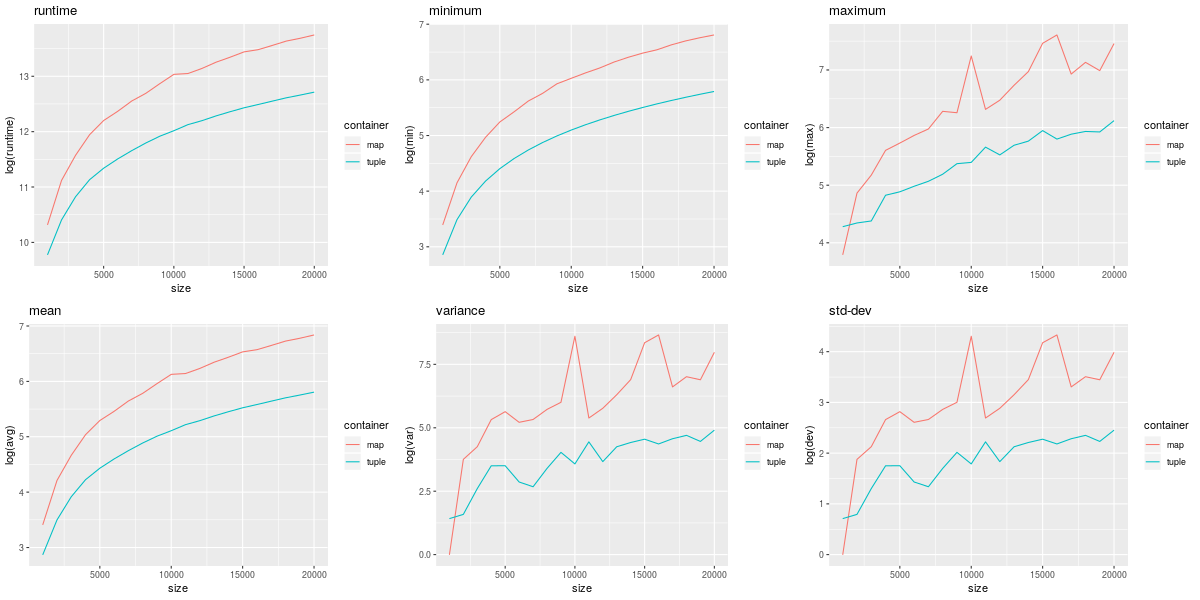 runtime
log(runtime)
13
12
11
10
5000 10000 15000 20000
size
container
map
tuple
minimum
log(min)
7
6
5
4
3
5000 10000 15000 20000
size
container
map
tuple
maximum
log(max)
7
6
5
4
5000 10000 15000 20000
size
container
map
tuple
mean
log(avg)
7
6
5
4
3
5000 10000 15000 20000
size
container
map
tuple
variance
log(var)
7.5
5.0
2.5
0.0
5000 10000 15000 20000
size
container
map
tuple
std-dev
log(dev)
4
3
2
1
0
5000 10000 15000 20000
size
container
map
tuple